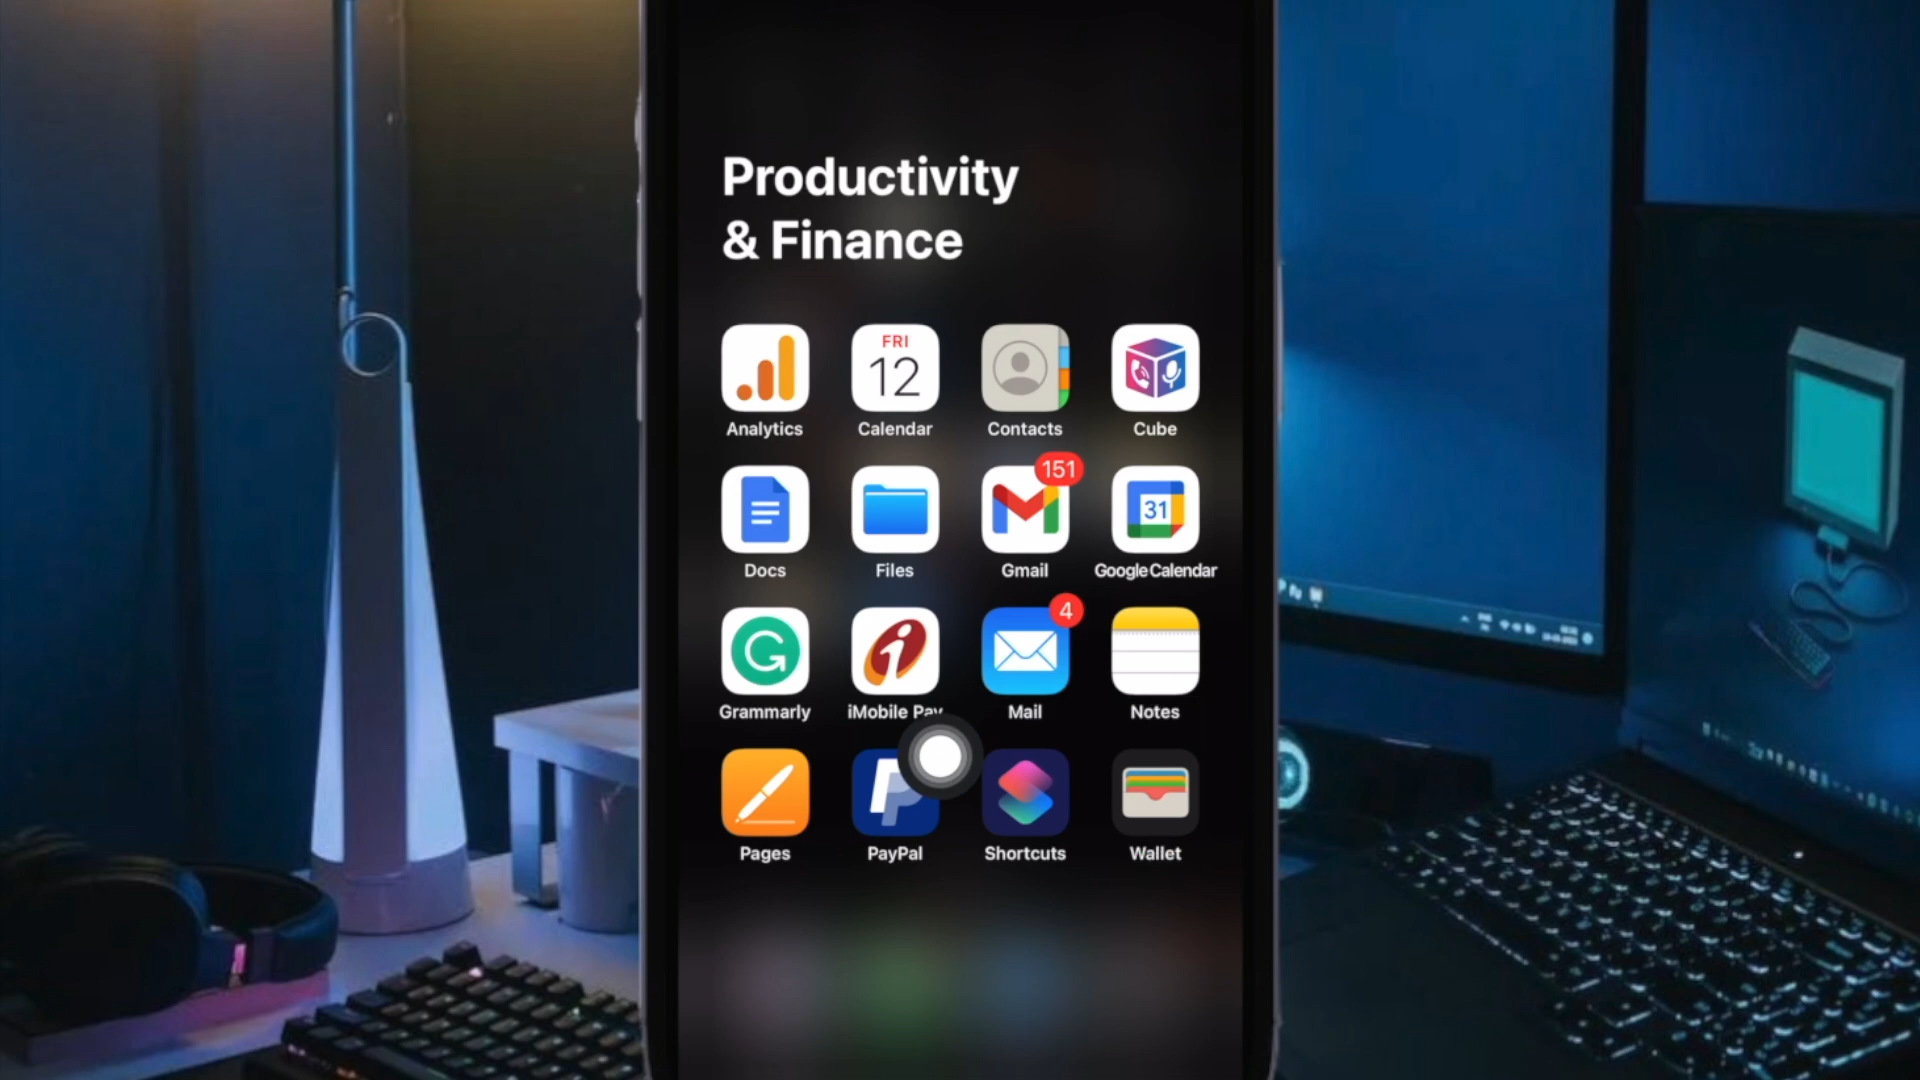 Productivity
& Finance
FRI
12
Analytics
Calendar
Contacts
Cube
151
31
Docs
Files
Gmail
Google Calendar
4
Grammarly
iMobile Pay
Mail
Notes
Pages
PayPal
Shortcuts
Wallet